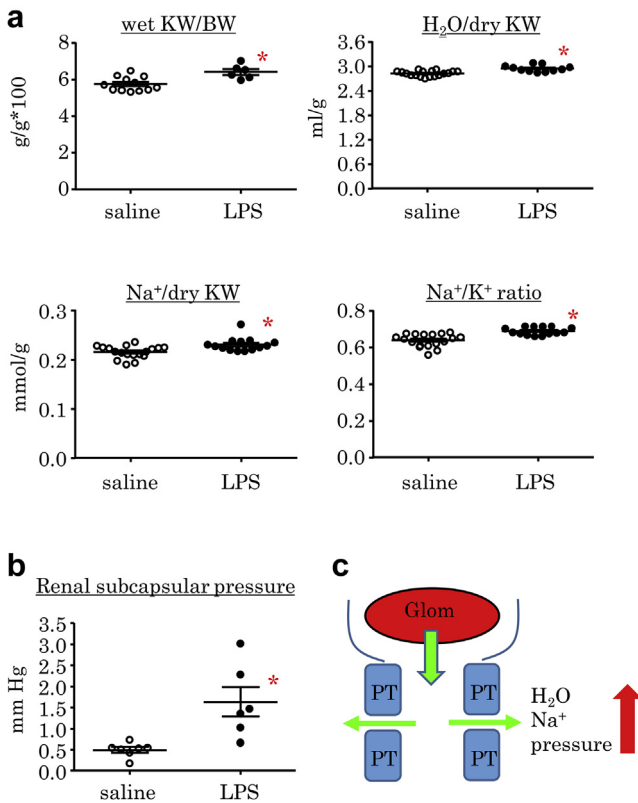 a
wet KW/BW
g/g*100
8
6
4
2
0
saline LPS
*
H₂O/dry KW
ml/g
3.6
3.0
2.4
1.8
1.2
0.6
0.0
saline LPS
*
Na⁺/dry KW
mmol/g
0.3
0.2
0.1
0.0
saline LPS
*
Na⁺/K⁺ ratio
0.8
0.6
0.4
0.2
0.0
saline LPS
*
b
Renal subcapsular pressure
mm Hg
3.5
3.0
2.5
2.0
1.5
1.0
0.5
0.0
saline LPS
*
c
Glom
PT PT
PT PT
H₂O
Na⁺
pressure